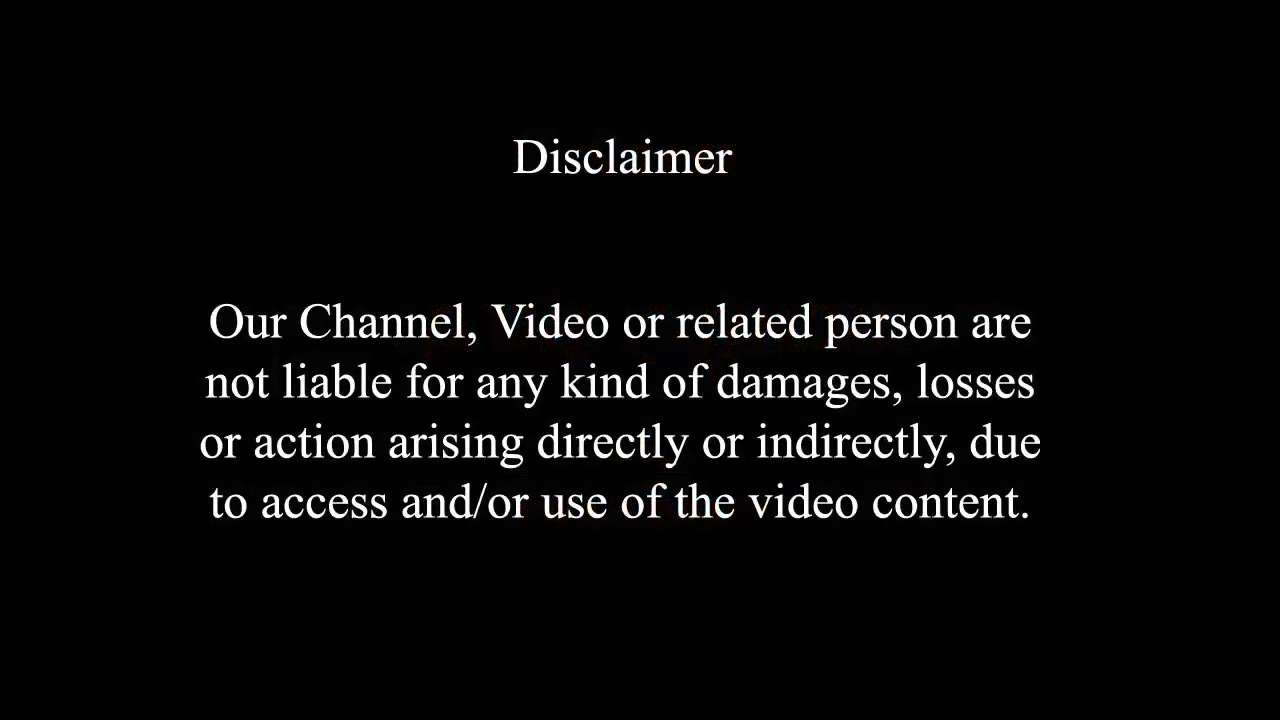 Disclaimer
Our Channel, Video or related person are
not liable for any kind of damages, losses
or action arising directly or indirectly, due
to access and/or use of the video content.